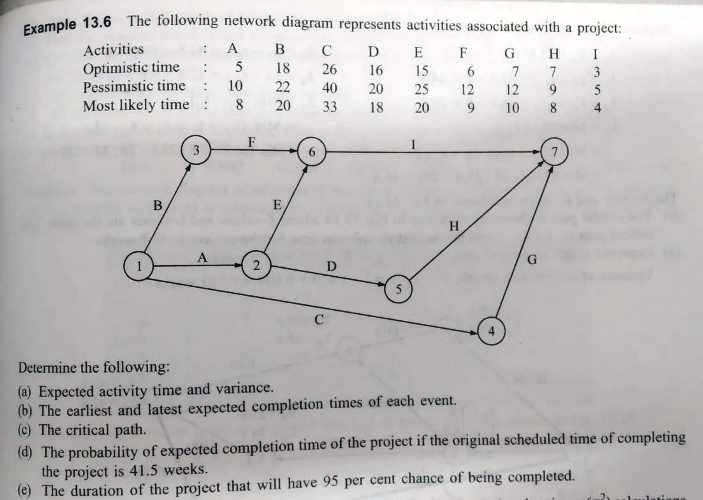 Example 13.6 The following network diagram represents activities associated with a project:
Activities : A B C D E F G H I
Optimistic time : 5 18 26 16 15 6 7 7 3
Pessimistic time : 10 22 40 20 25 12 12 9 5
Most likely time : 8 20 33 18 20 9 10 8 4
3 F 6 I 7
B E H
1 A 2 D G
5
C 4
Determine the following:
(a) Expected activity time and variance.
(b) The earliest and latest expected completion times of each event.
(c) The critical path.
(d) The probability of expected completion time of the project if the original scheduled time of completing
the project is 41.5 weeks.
(e) The duration of the project that will have 95 per cent chance of being completed.